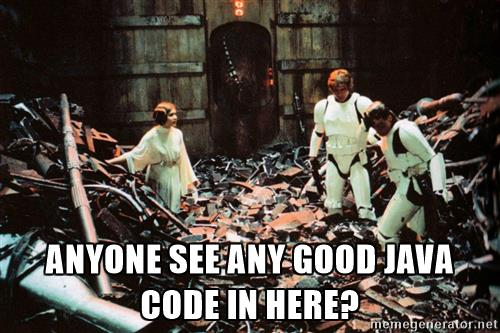 ANYONE SEE ANY GOOD JAVA
CODE IN HERE?
memegenerator.net